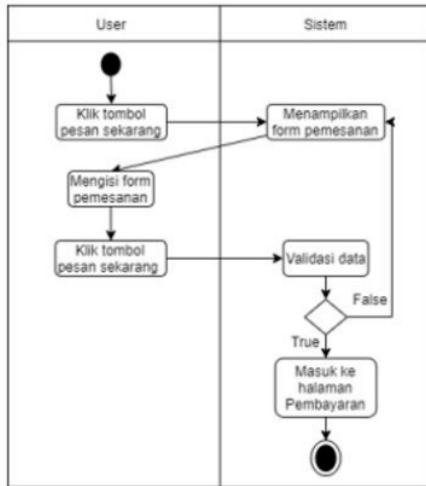 User
Sistem
Klik tombol
pesan sekarang
Menampilkan
form pemesanan
Mengisi form
pemesanan
Klik tombol
pesan sekarang
Validasi data
False
True
Masuk ke
halaman
Pembayaran